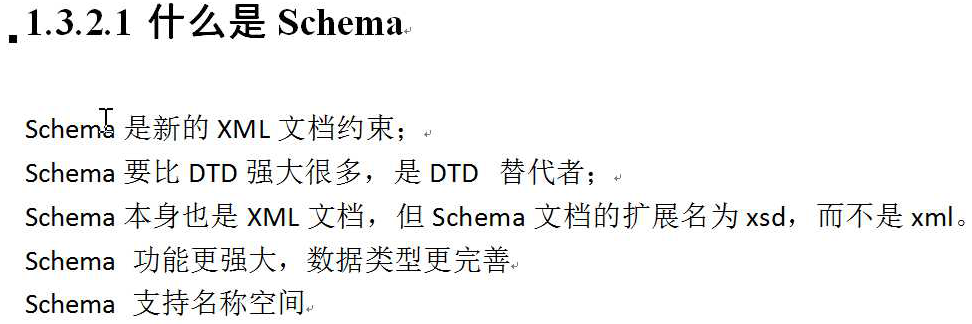 1.3.2.1 什么是 Schema
Schema 是新的 XML 文档约束；
Schema 要比 DTD 强大很多，是 DTD 替代者；
Schema 本身也是 XML 文档，但 Schema 文档的扩展名为 xsd，而不是 xml。
Schema 功能更强大，数据类型更完善
Schema 支持名称空间